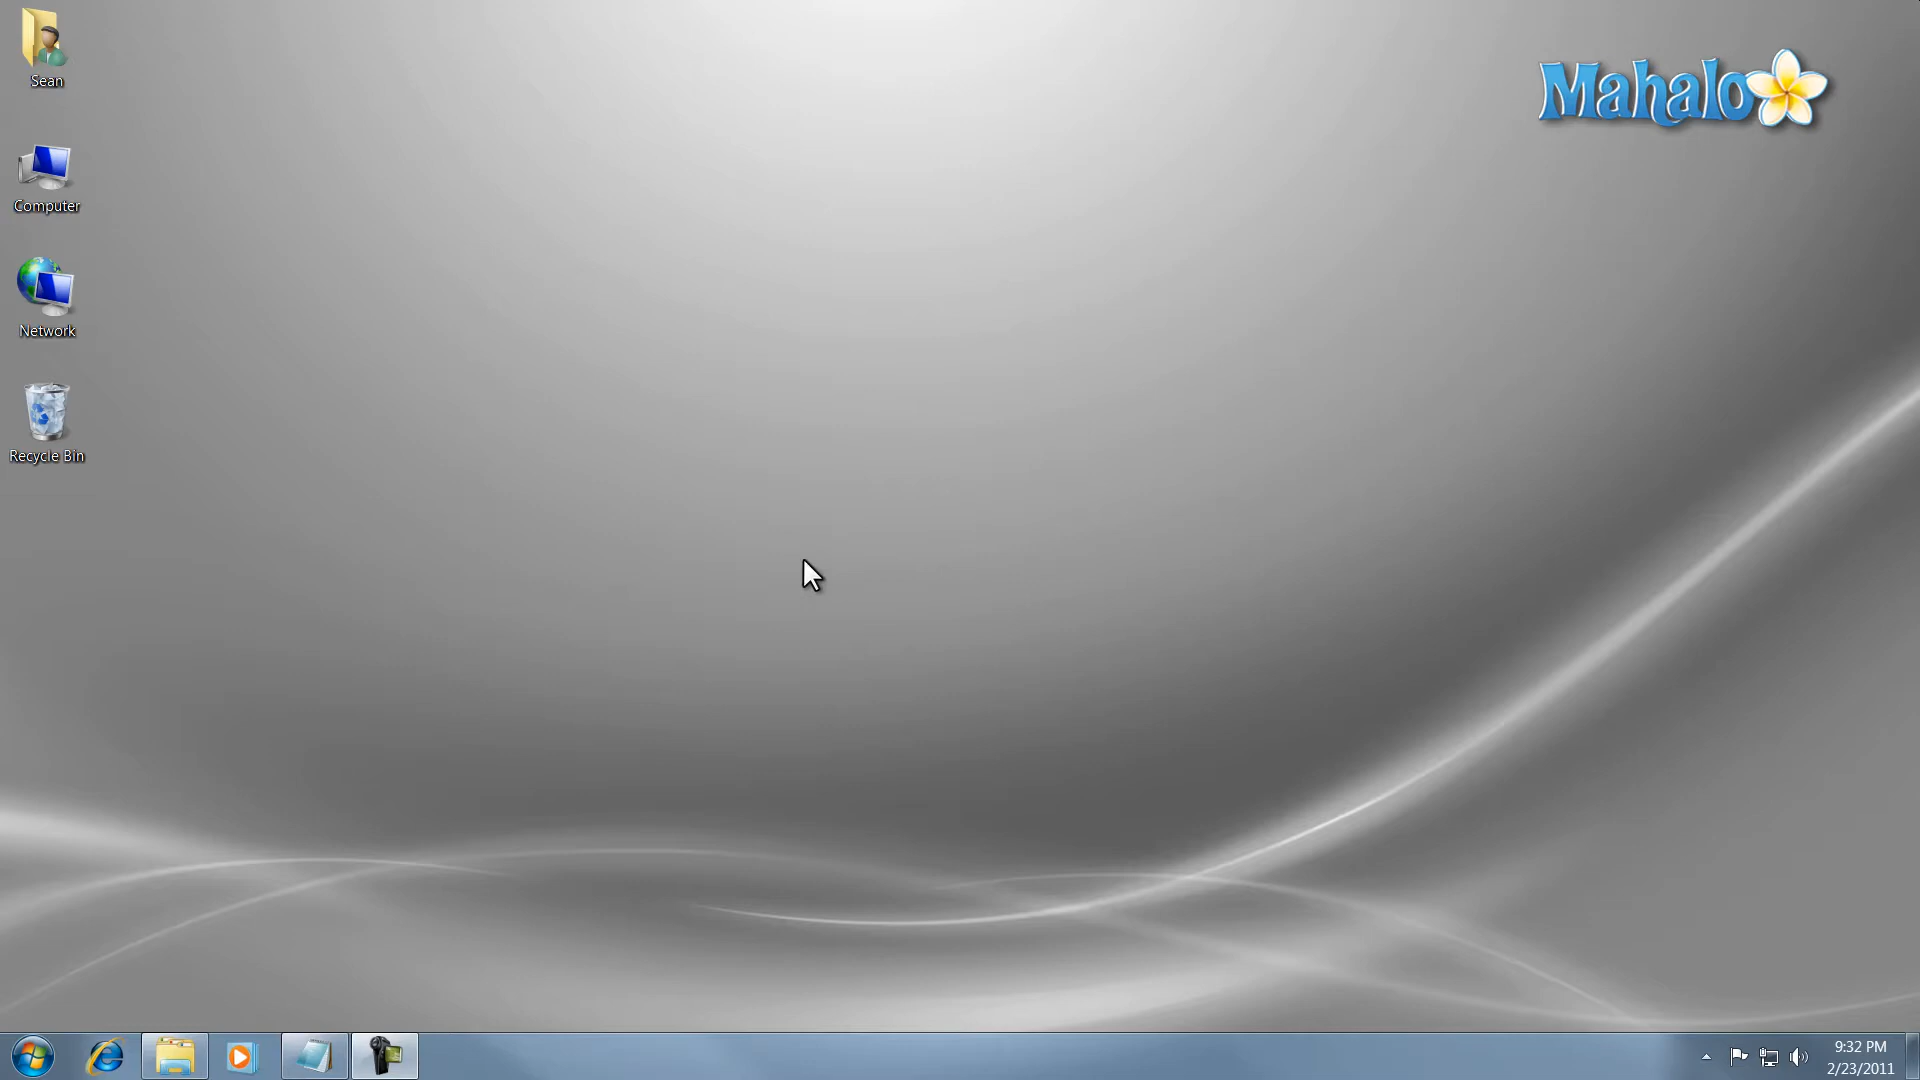 Sean
Mahalo
Computer
Network
Recycle Bin
9:32 PM
2/23/2011